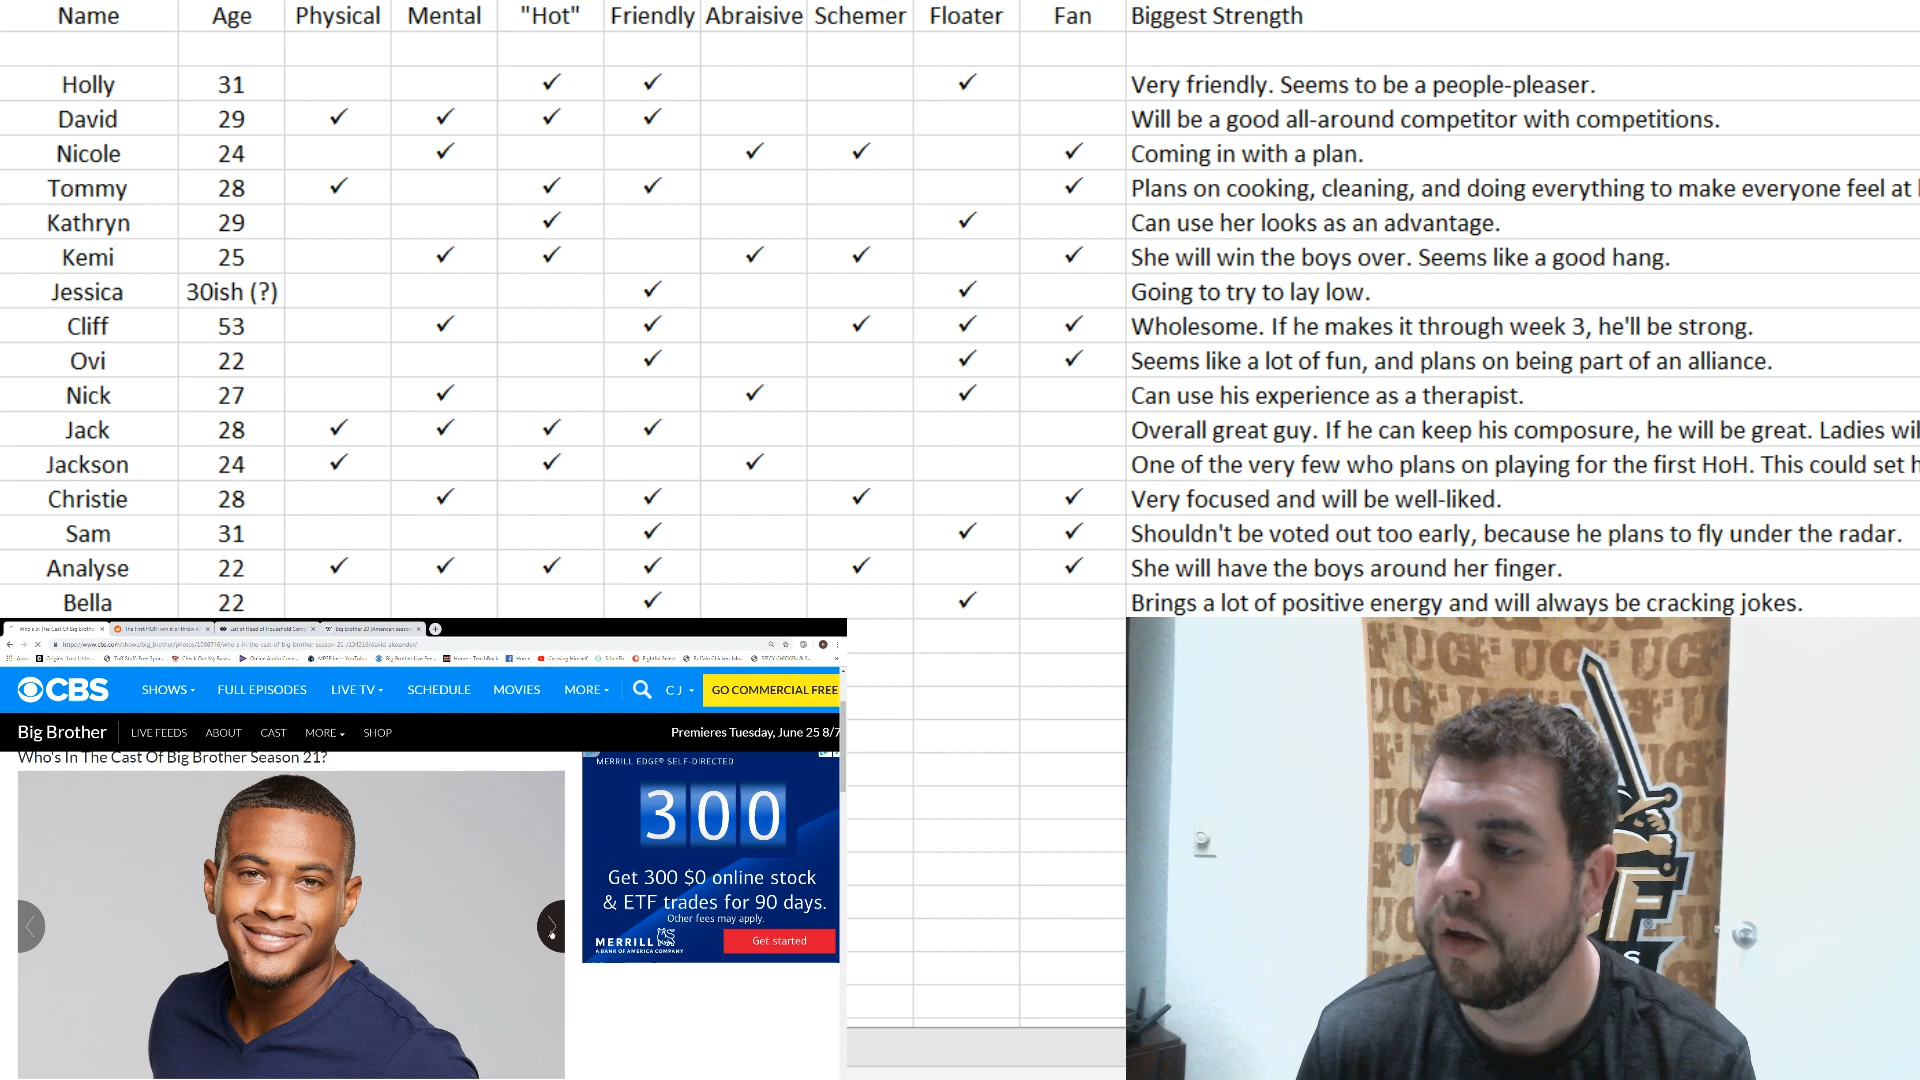 Name Age Physical Mental "Hot" Friendly Abraisive Schemer Floater Fan Biggest Strength
Holly 31 ✓ ✓ ✓ Very friendly. Seems to be a people-pleaser.
David 29 ✓ ✓ ✓ ✓ Will be a good all-around competitor with competitions.
Nicole 24 ✓ ✓ ✓ ✓ Coming in with a plan.
Tommy 28 ✓ ✓ ✓ ✓ Plans on cooking, cleaning, and doing everything to make everyone feel at
Kathryn 29 ✓ ✓ Can use her looks as an advantage.
Kemi 25 ✓ ✓ ✓ ✓ ✓ She will win the boys over. Seems like a good hang.
Jessica 30ish (?) ✓ ✓ Going to try to lay low.
Cliff 53 ✓ ✓ ✓ ✓ ✓ Wholesome. If he makes it through week 3, he'll be strong.
Ovi 22 ✓ ✓ ✓ Seems like a lot of fun, and plans on being part of an alliance.
Nick 27 ✓ ✓ ✓ Can use his experience as a therapist.
Jack 28 ✓ ✓ ✓ ✓ Overall great guy. If he can keep his composure, he will be great. Ladies wil
Jackson 24 ✓ ✓ ✓ One of the very few who plans on playing for the first HoH. This could set h
Christie 28 ✓ ✓ ✓ ✓ Very focused and will be well-liked.
Sam 31 ✓ ✓ ✓ Shouldn't be voted out too early, because he plans to fly under the radar.
Analyse 22 ✓ ✓ ✓ ✓ ✓ ✓ She will have the boys around her finger.
Bella 22 ✓ ✓ Brings a lot of positive energy and will always be cracking jokes.
CBS SHOWS FULL EPISODES LIVE TV SCHEDULE MOVIES MORE C J GO COMMERCIAL FREE
Big Brother LIVE FEEDS ABOUT CAST MORE SHOP Premieres Tuesday, June 25 8/7
Who's In The Cast Of Big Brother Season 21?
MERRILL EDGE® SELF-DIRECTED
300
Get 300 $0 online stock
& ETF trades for 90 days.
Other fees may apply.
MERRILL
A BANK OF AMERICA COMPANY
Get started
UCF